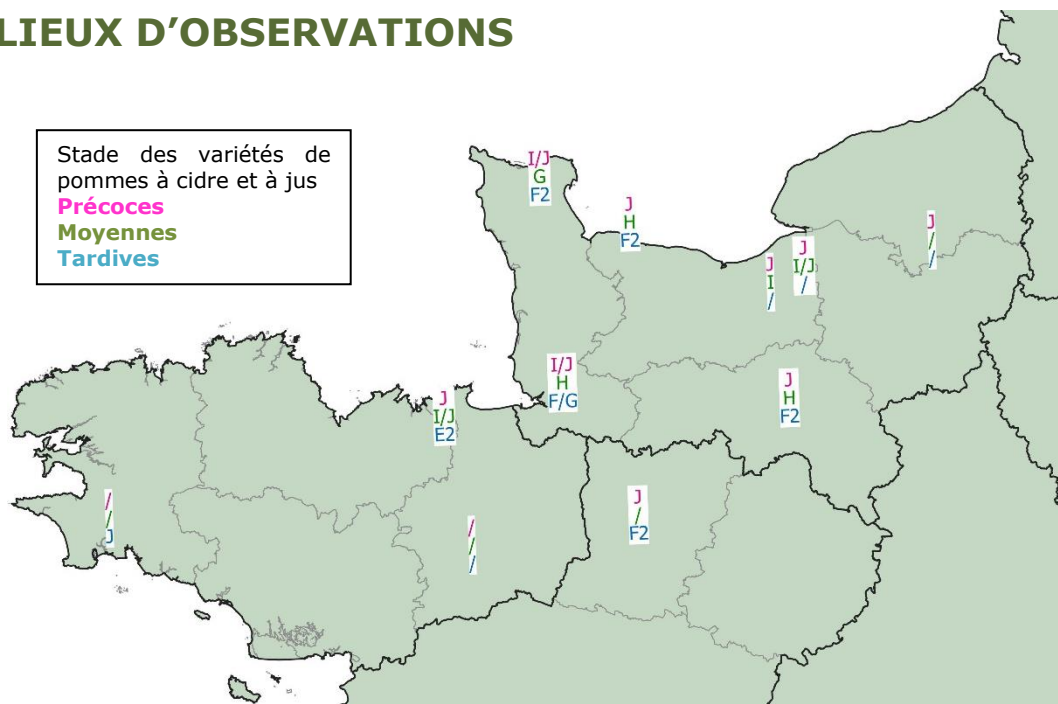 LIEUX D'OBSERVATIONS
Stade des variétés de
pommes à cidre et à jus
Précoces
Moyennes
Tardives
I/J
G
F2
J
H
F2
J
I
/
J
I/J
/
J
/
/
I/J
H
F/G
J
H
F2
J
I/J
E2
/
/
J
/
/
/
J
/
F2